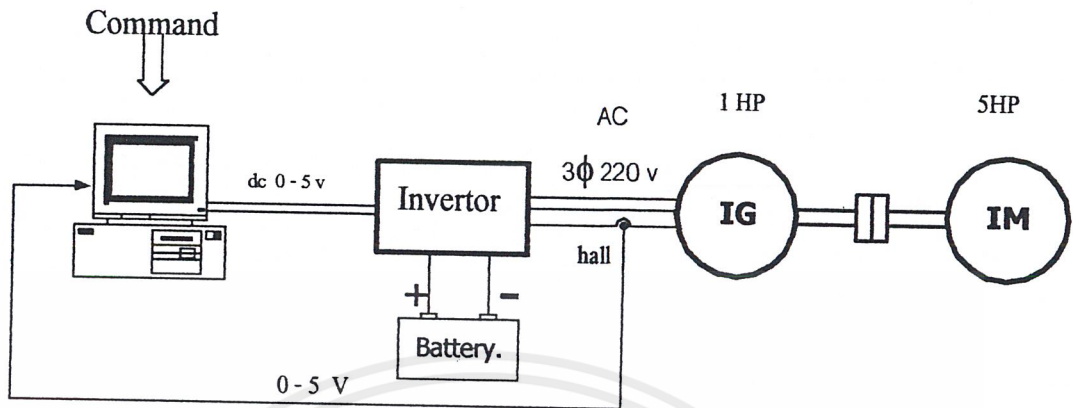 Command
1 HP
5HP
AC
dc 0 - 5 v
Invertor
3ϕ 220 v
IG
IM
hall
+
-
Battery.
0 - 5 V